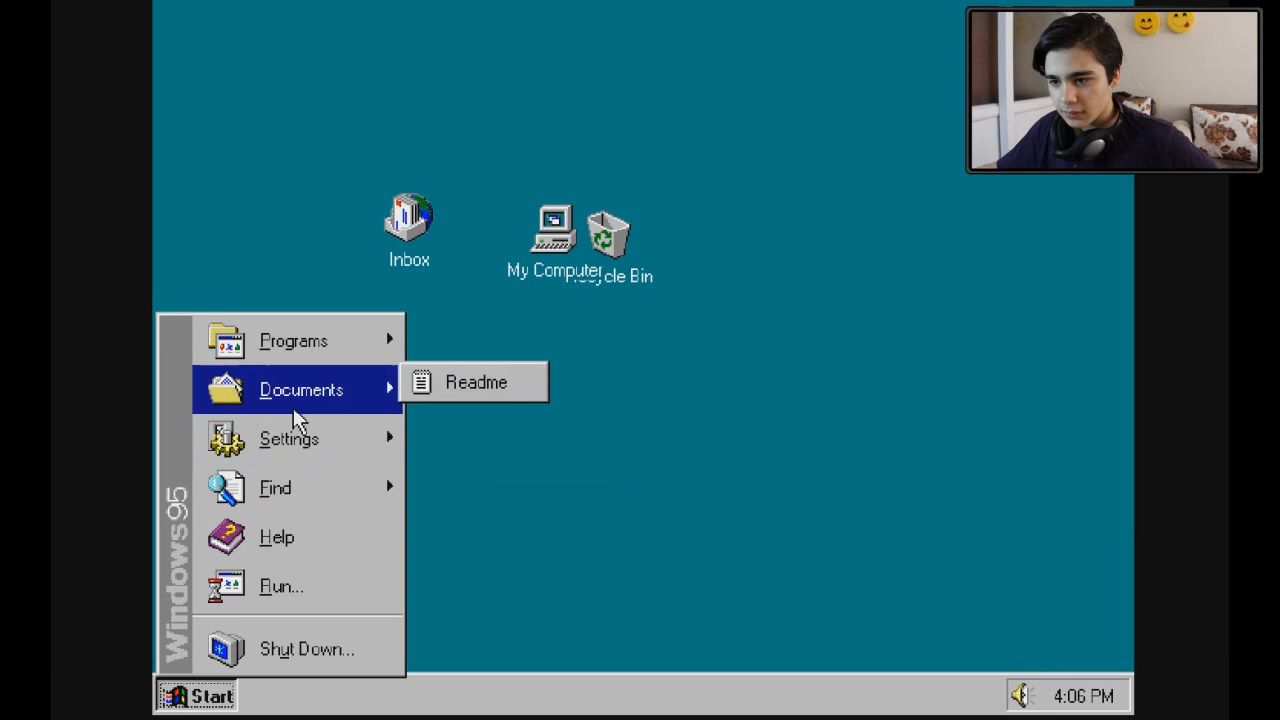 Inbox
My Computer
cle Bin
Programs
Documents
Readme
Settings
Find
Help
Run...
Shut Down...
Windows95
Start
4:06 PM